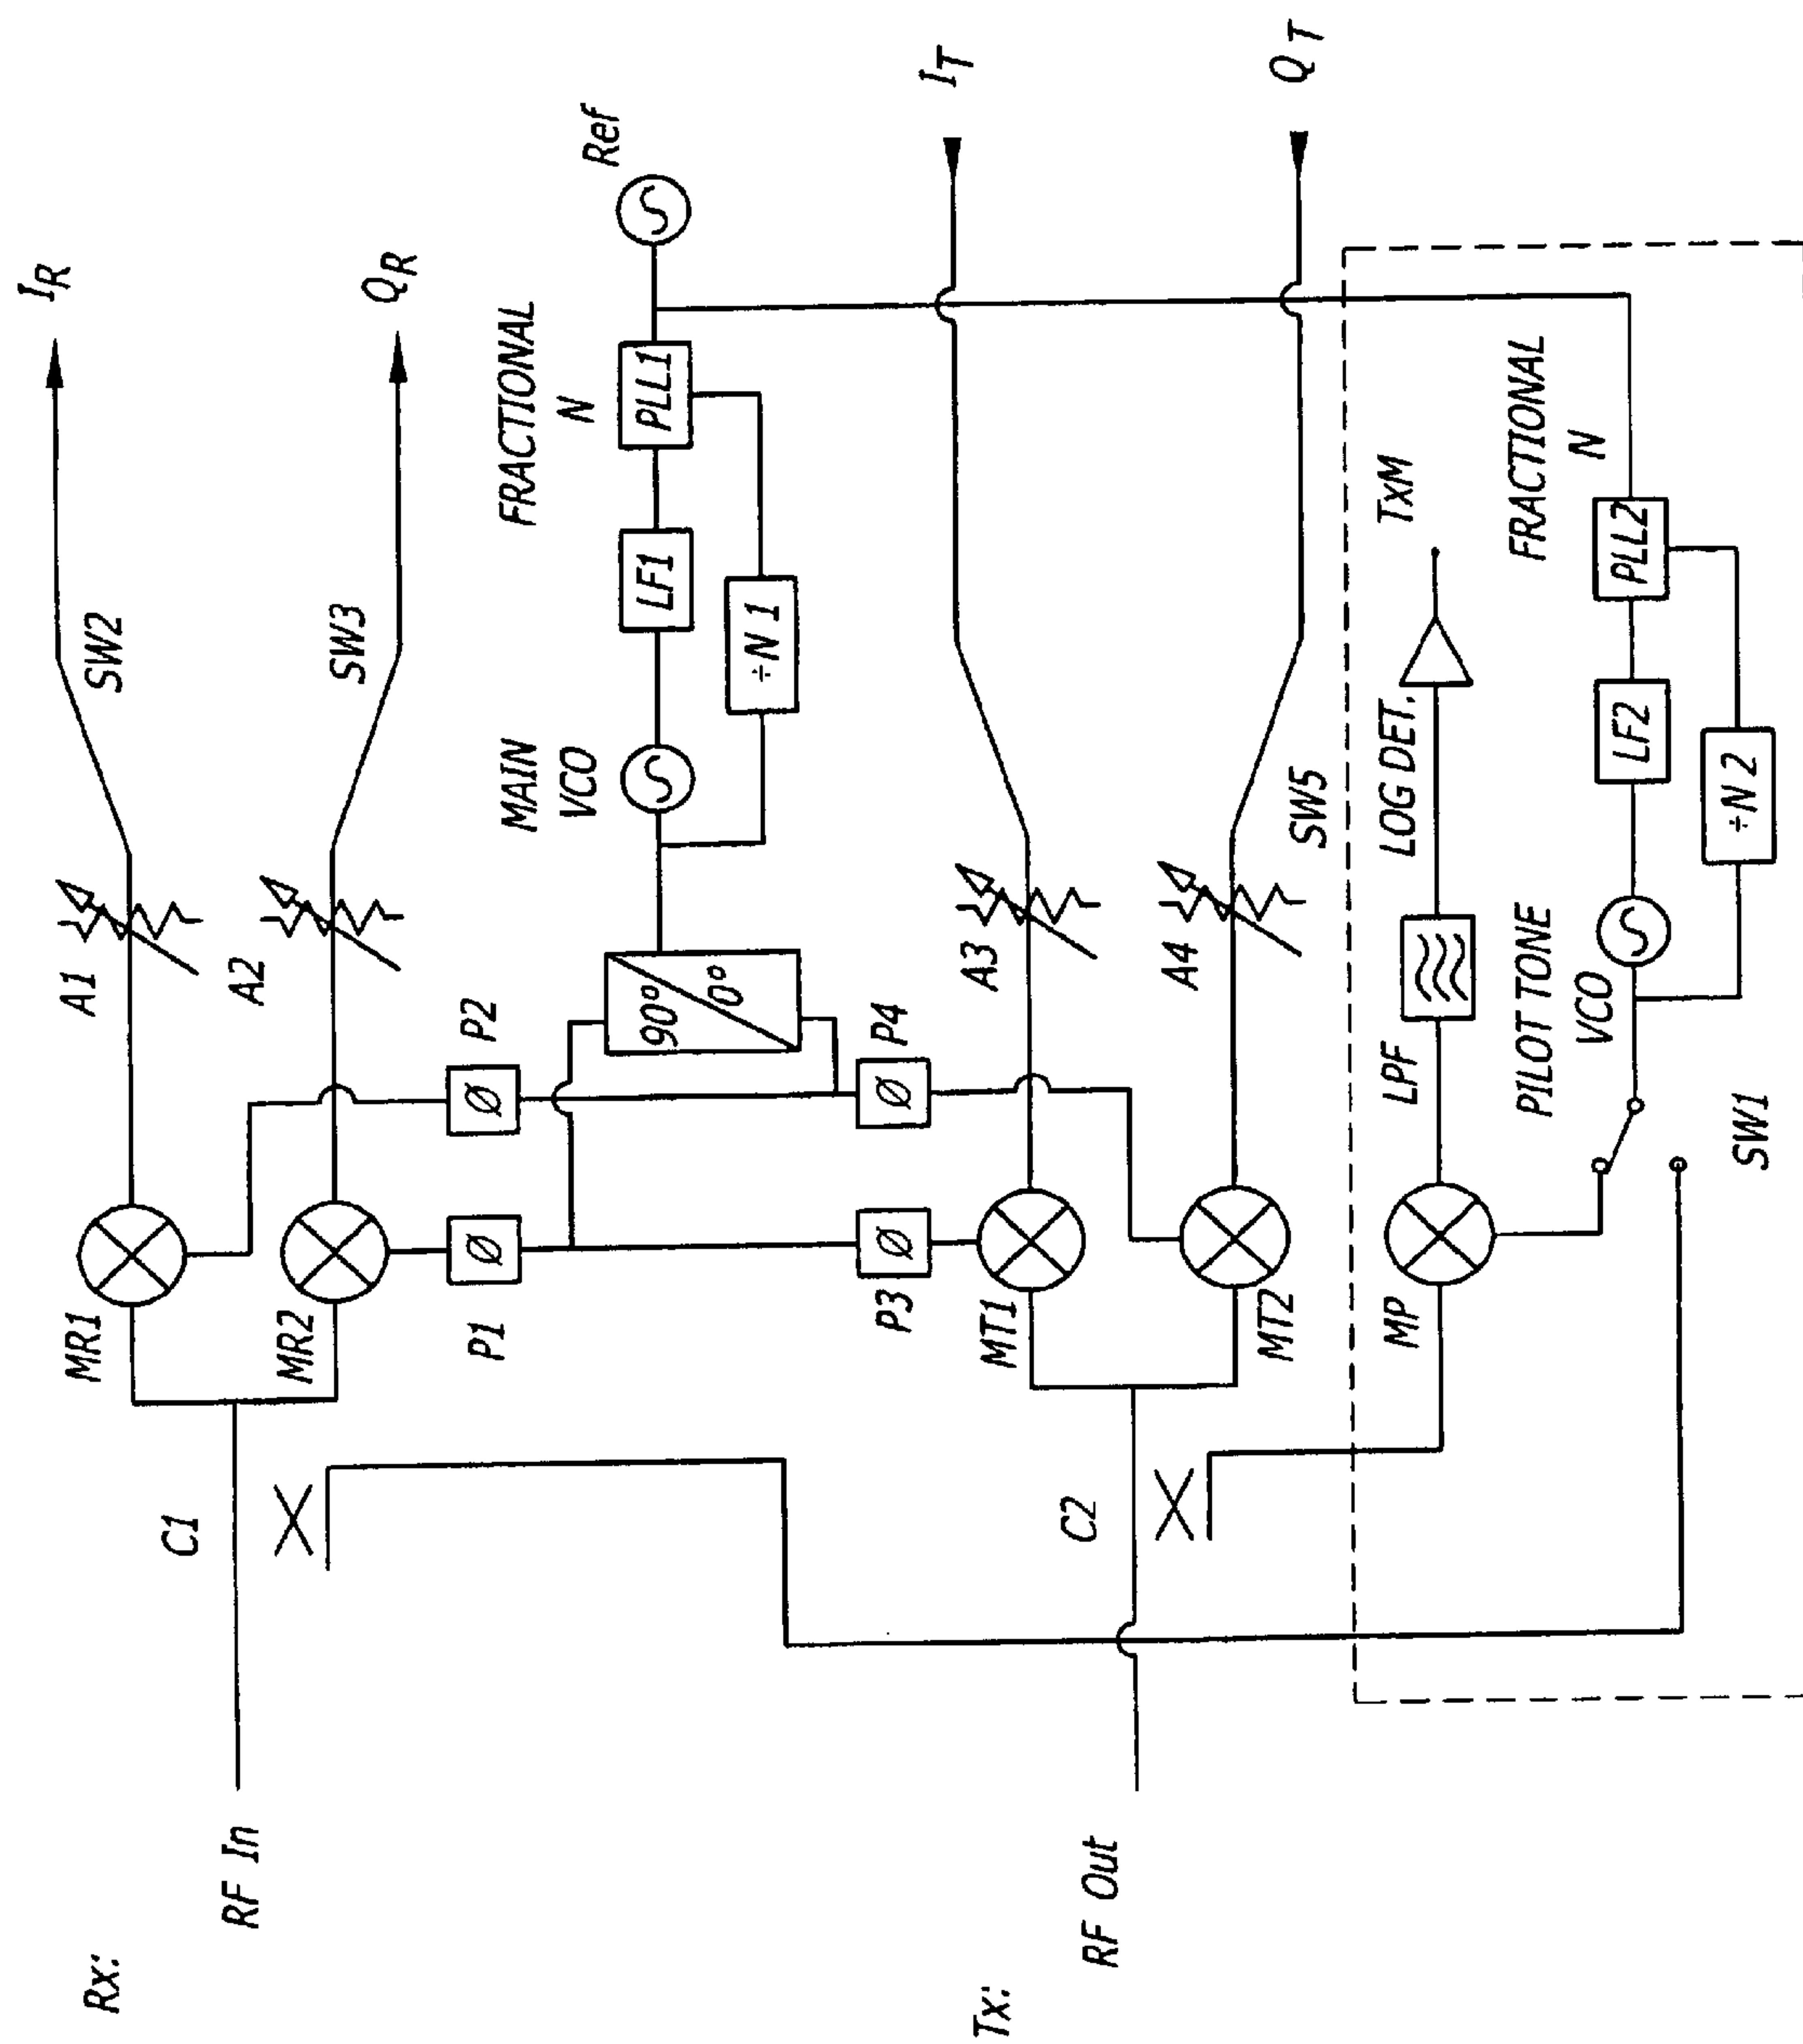 Rx:
RF In
C1
MR1
MR2
A1
A2
SW2
SW3
I_R
Q_R
P1
Ø
P2
Ø
90°
0°
MAIN
VCO
LF1
÷N 1
FRACTIONAL
N
PLL1
Ref
P3
Ø
P4
Ø
Tx:
RF Out
C2
MT1
MT2
A3
A4
SW5
I_T
Q_T
MP
LPF
LOG DET.
TxM
SW1
PILOT TONE
VCO
LF2
÷N 2
FRACTIONAL
N
PLL2